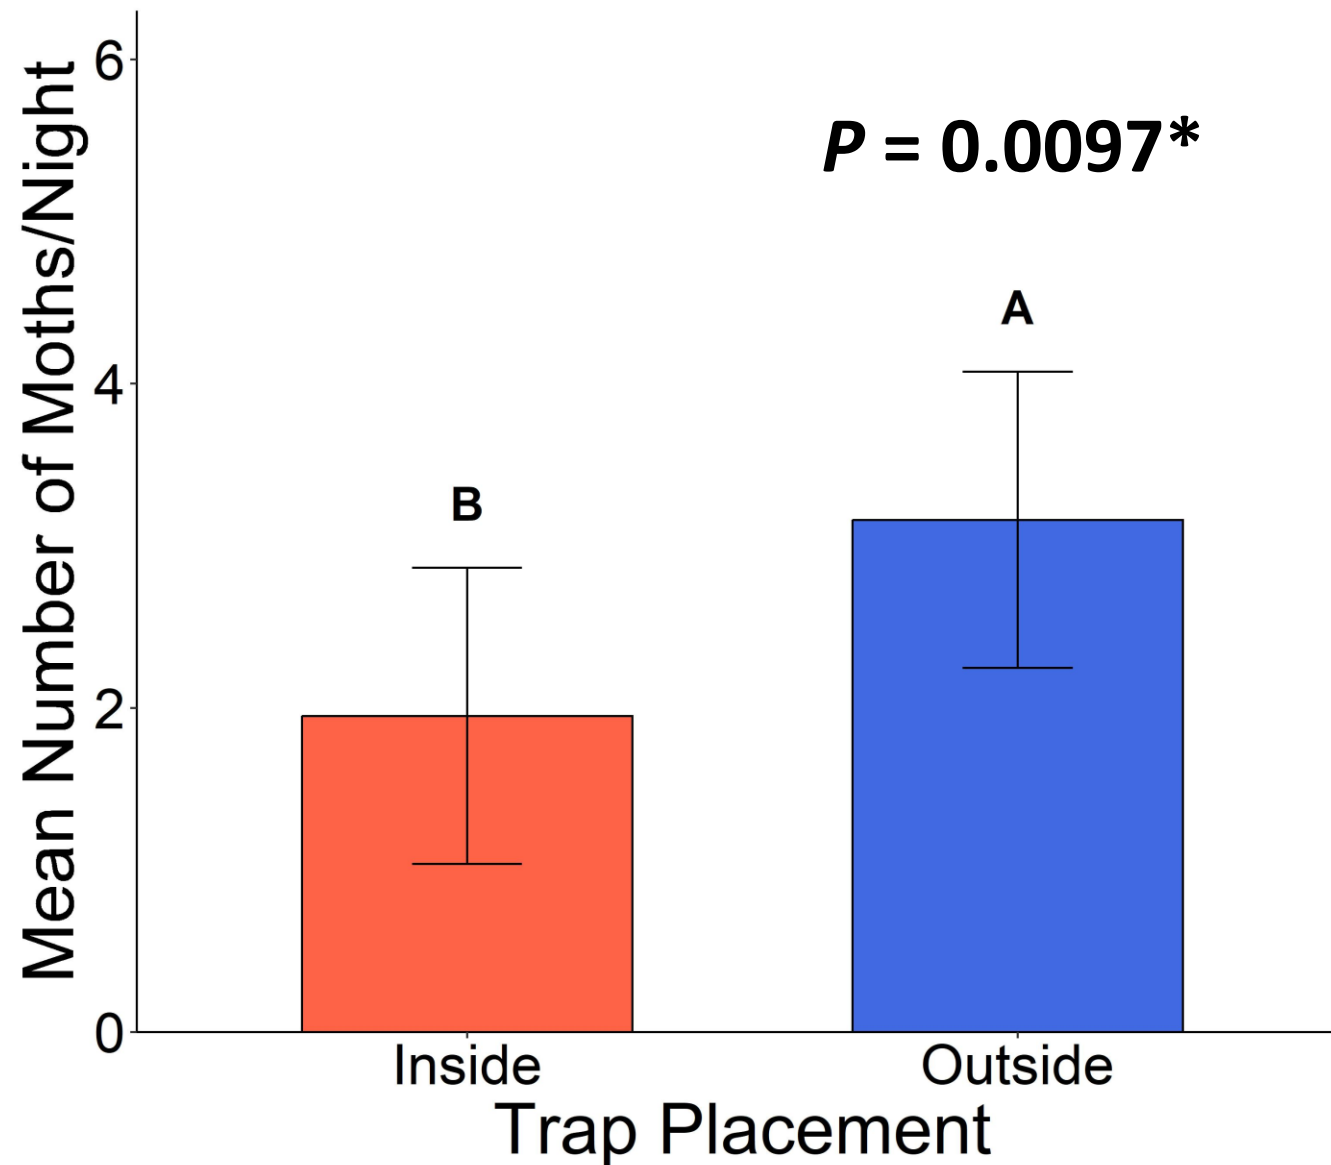 Mean Number of Moths/Night
6
4
2
0
P = 0.0097*
B
A
Inside
Outside
Trap Placement